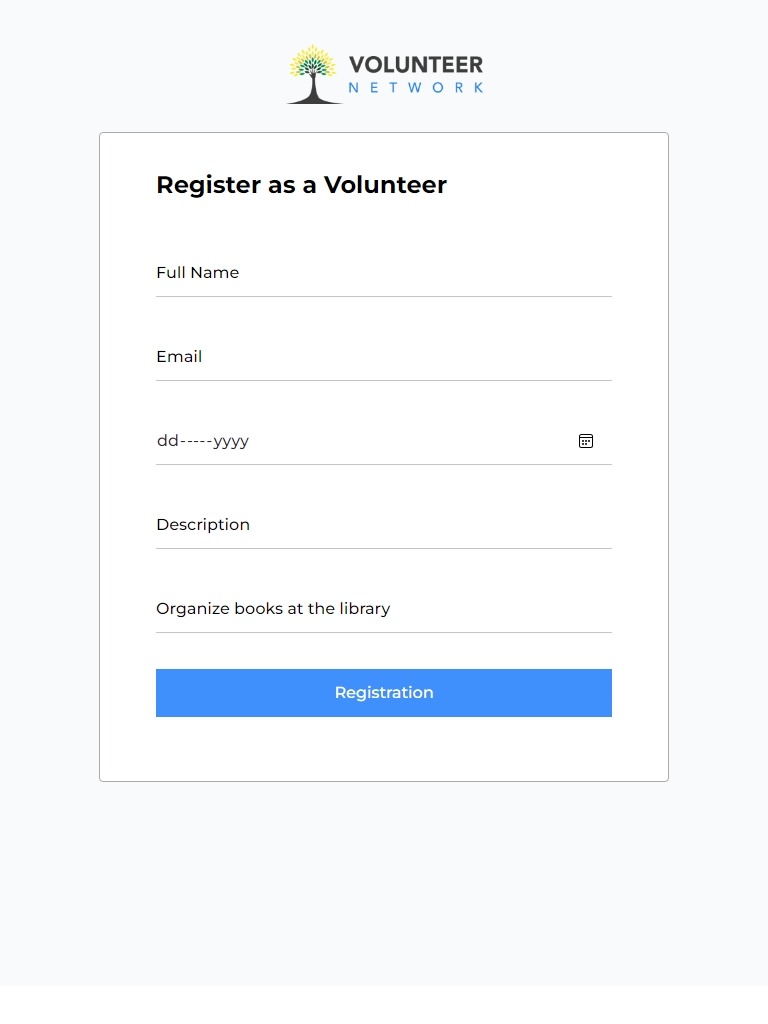 VOLUNTEER
NETWORK
Register as a Volunteer
Full Name
Email
dd-----yyyy
Description
Organize books at the library
Registration